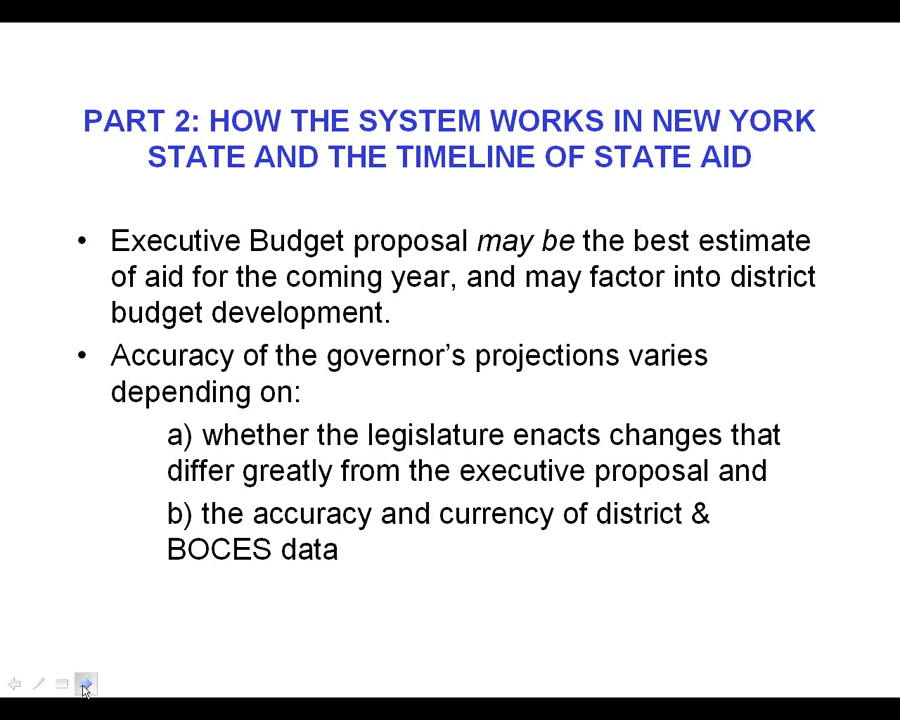 PART 2: HOW THE SYSTEM WORKS IN NEW YORK
STATE AND THE TIMELINE OF STATE AID
• Executive Budget proposal may be the best estimate
of aid for the coming year, and may factor into district
budget development.
• Accuracy of the governor’s projections varies
depending on:
a) whether the legislature enacts changes that
differ greatly from the executive proposal and
b) the accuracy and currency of district &
BOCES data